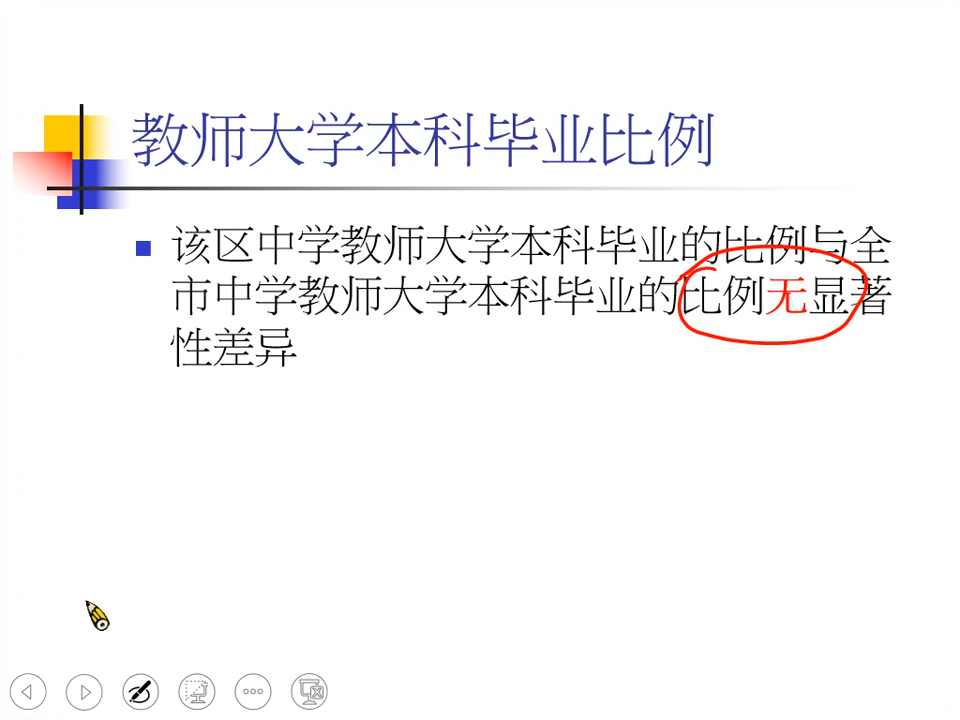 教师大学本科毕业比例
该区中学教师大学本科毕业的比例与全
市中学教师大学本科毕业的比例无显著
性差异